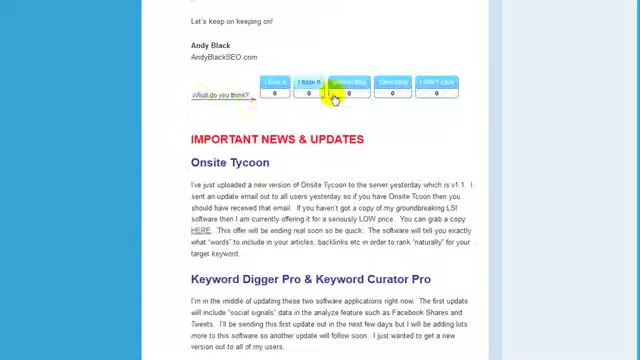 Let's keep on keeping on!
Andy Black
AndyBlackSEO.com
What do you think?
0 0 0 0 0
IMPORTANT NEWS & UPDATES
Onsite Tycoon
I've just uploaded a new version of Onsite Tycoon to the server yesterday which is v1.1. I
sent an update email out to all users yesterday so if you have Onsite Tcoon then you
should have received that email. If you haven't got a copy of my groundbreaking LSI
software then I am currently offering it for a seriously LOW price. You can grab a copy
HERE. This offer will be ending real soon so be quick. The software will tell you exactly
what "words" to include in your articles, backlinks etc in order to rank "naturally" for your
target keyword.
Keyword Digger Pro & Keyword Curator Pro
I'm in the middle of updating these two software applications right now. The first update
will include "social signals" data in the analyze feature such as Facebook Shares and
Tweets. I'll be sending this first update out in the next few days but I will be adding lots
more to this software so another update will follow soon. I just wanted to get a new
version out to all of my users.